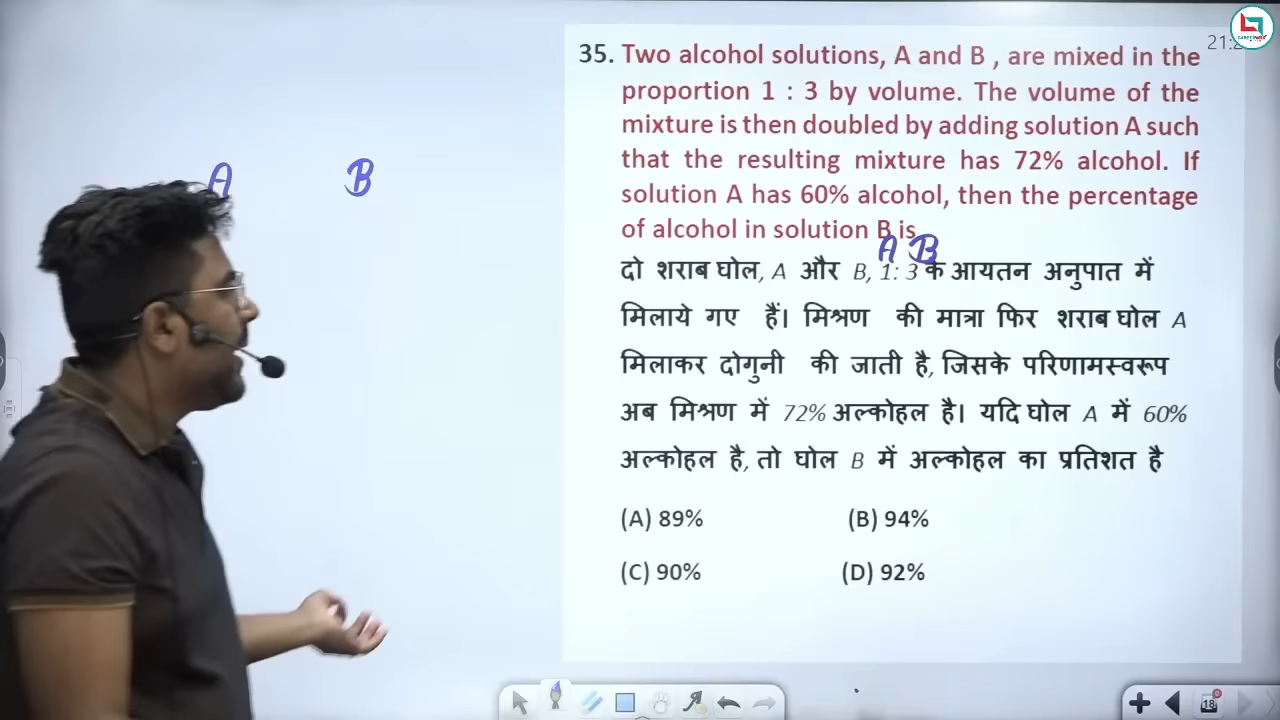 21:2
35. Two alcohol solutions, A and B , are mixed in the
proportion 1 : 3 by volume. The volume of the
mixture is then doubled by adding solution A such
that the resulting mixture has 72% alcohol. If
solution A has 60% alcohol, then the percentage
of alcohol in solution B is
A B
A B
दो शराब घोल, A और B, 1: 3 के आयतन अनुपात में
मिलाये गए हैं। मिश्रण की मात्रा फिर शराब घोल A
मिलाकर दोगुनी की जाती है, जिसके परिणामस्वरूप
अब मिश्रण में 72% अल्कोहल है। यदि घोल A में 60%
अल्कोहल है, तो घोल B में अल्कोहल का प्रतिशत है
(A) 89% (B) 94%
(C) 90% (D) 92%
18